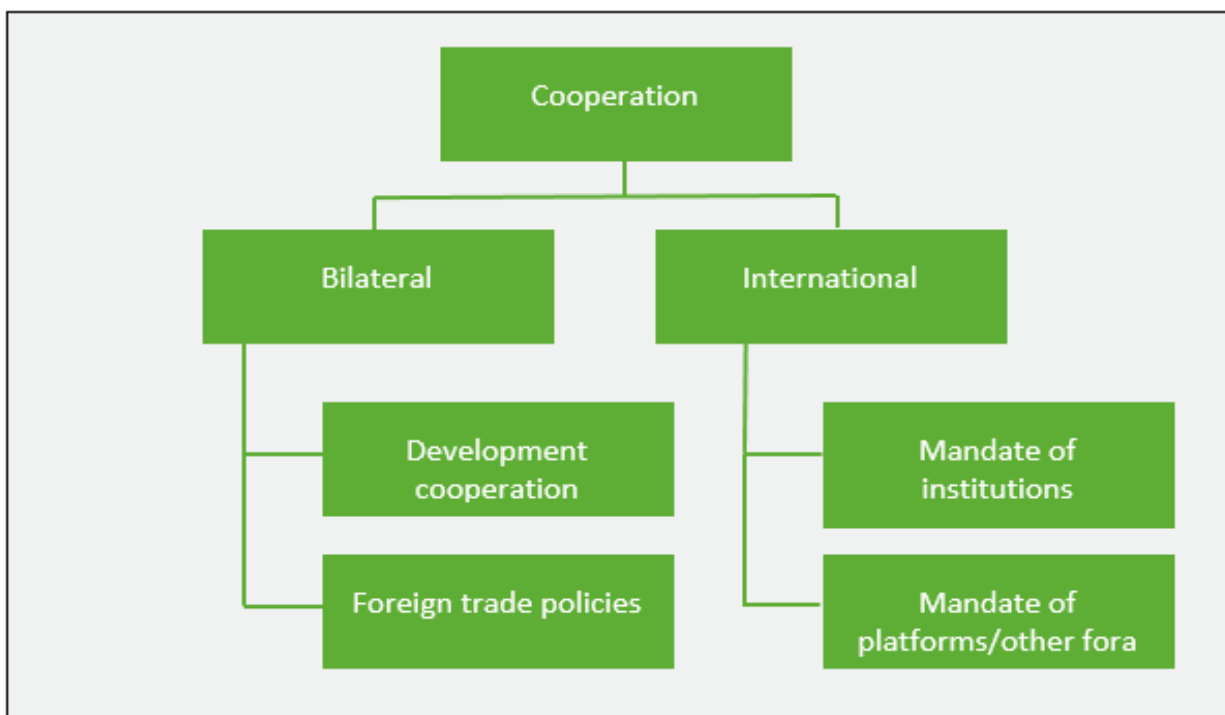 Cooperation
Bilateral
International
Development
cooperation
Mandate of
institutions
Foreign trade policies
Mandate of
platforms/other fora